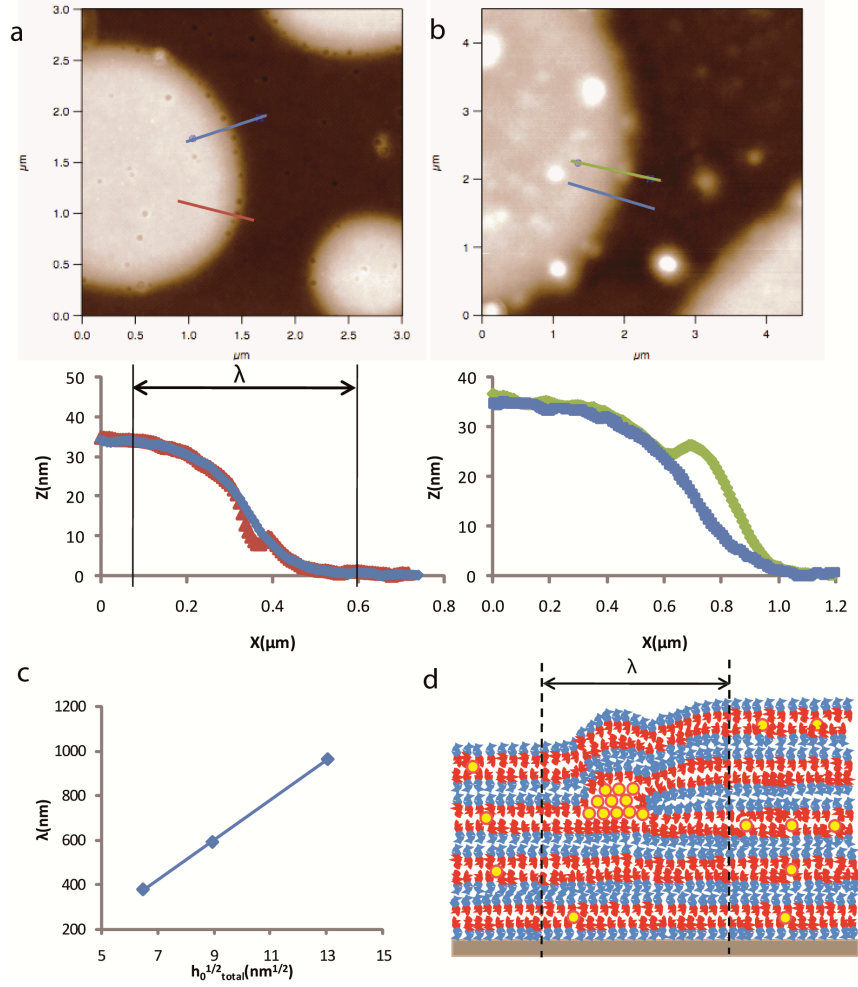 a
3.0
2.5
2.0
1.5
1.0
0.5
0.0
µm
0.0 0.5 1.0 1.5 2.0 2.5 3.0
µm
b
4
3
2
1
0
µm
0 1 2 3 4
µm
λ
50
40
30
20
10
0
Z(nm)
0 0.2 0.4 0.6 0.8
X(µm)
40
30
20
10
0
Z(nm)
0.0 0.2 0.4 0.6 0.8 1.0 1.2
X(µm)
c
1200
1000
800
600
400
200
λ(nm)
5 7 9 11 13 15
h₀^1/2 total(nm^1/2)
d
λ